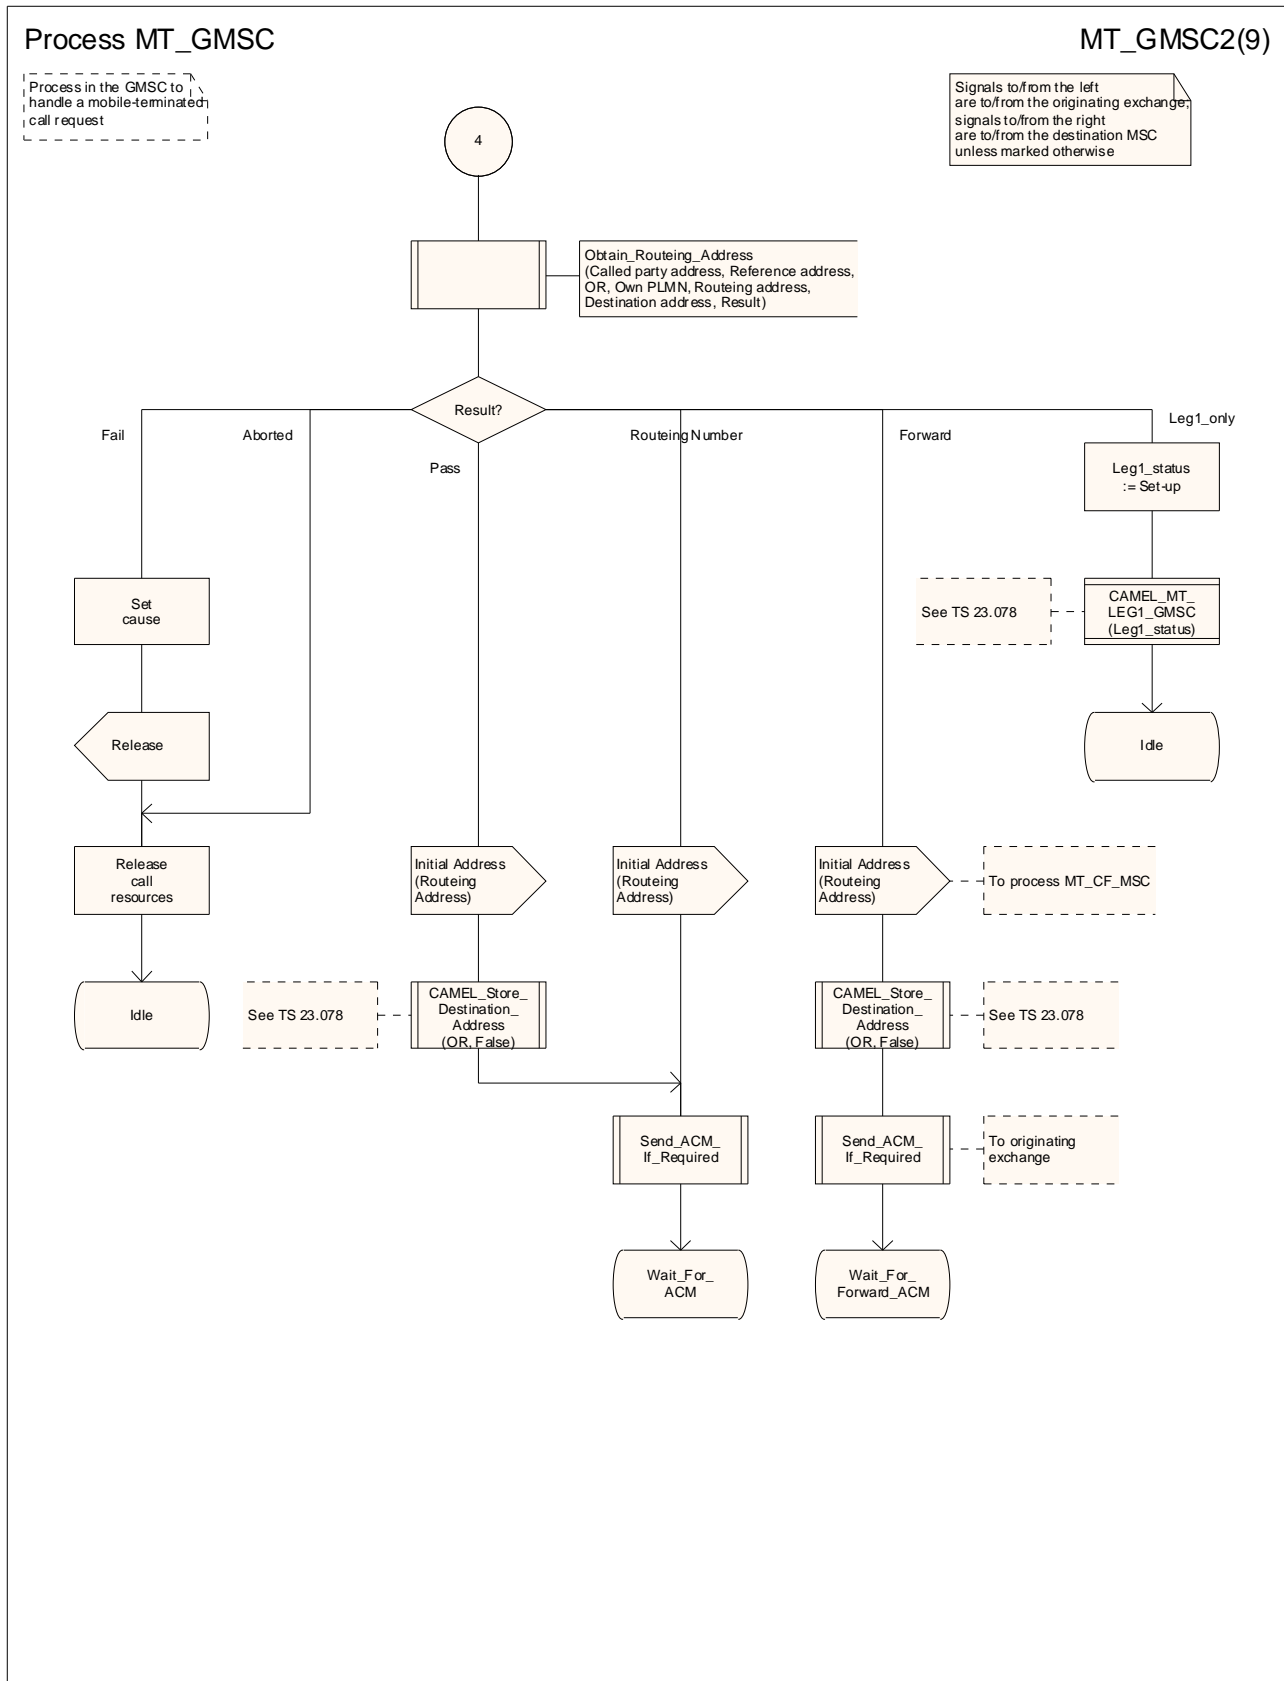 Process MT_GMSC
MT_GMSC2(9)
Process in the GMSC to
handle a mobile-terminated
call request
Signals to/from the left
are to/from the originating exchange;
signals to/from the right
are to/from the destination MSC
unless marked otherwise
4
Obtain_Routeing_Address
(Called party address, Reference address,
OR, Own PLMN, Routeing address,
Destination address, Result)
Result?
Fail
Aborted
Pass
Routeing Number
Forward
Leg1_only
Leg1_status
:= Set-up
Set
cause
See TS 23.078
CAMEL_MT_
LEG1_GMSC
(Leg1_status)
Release
Idle
Release
call
resources
Initial Address
(Routeing
Address)
Initial Address
(Routeing
Address)
Initial Address
(Routeing
Address)
To process MT_CF_MSC
Idle
See TS 23.078
CAMEL_Store_
Destination_
Address
(OR, False)
CAMEL_Store_
Destination_
Address
(OR, False)
See TS 23.078
Send_ACM_
If_Required
Send_ACM_
If_Required
To originating
exchange
Wait_For_
ACM
Wait_For_
Forward_ACM